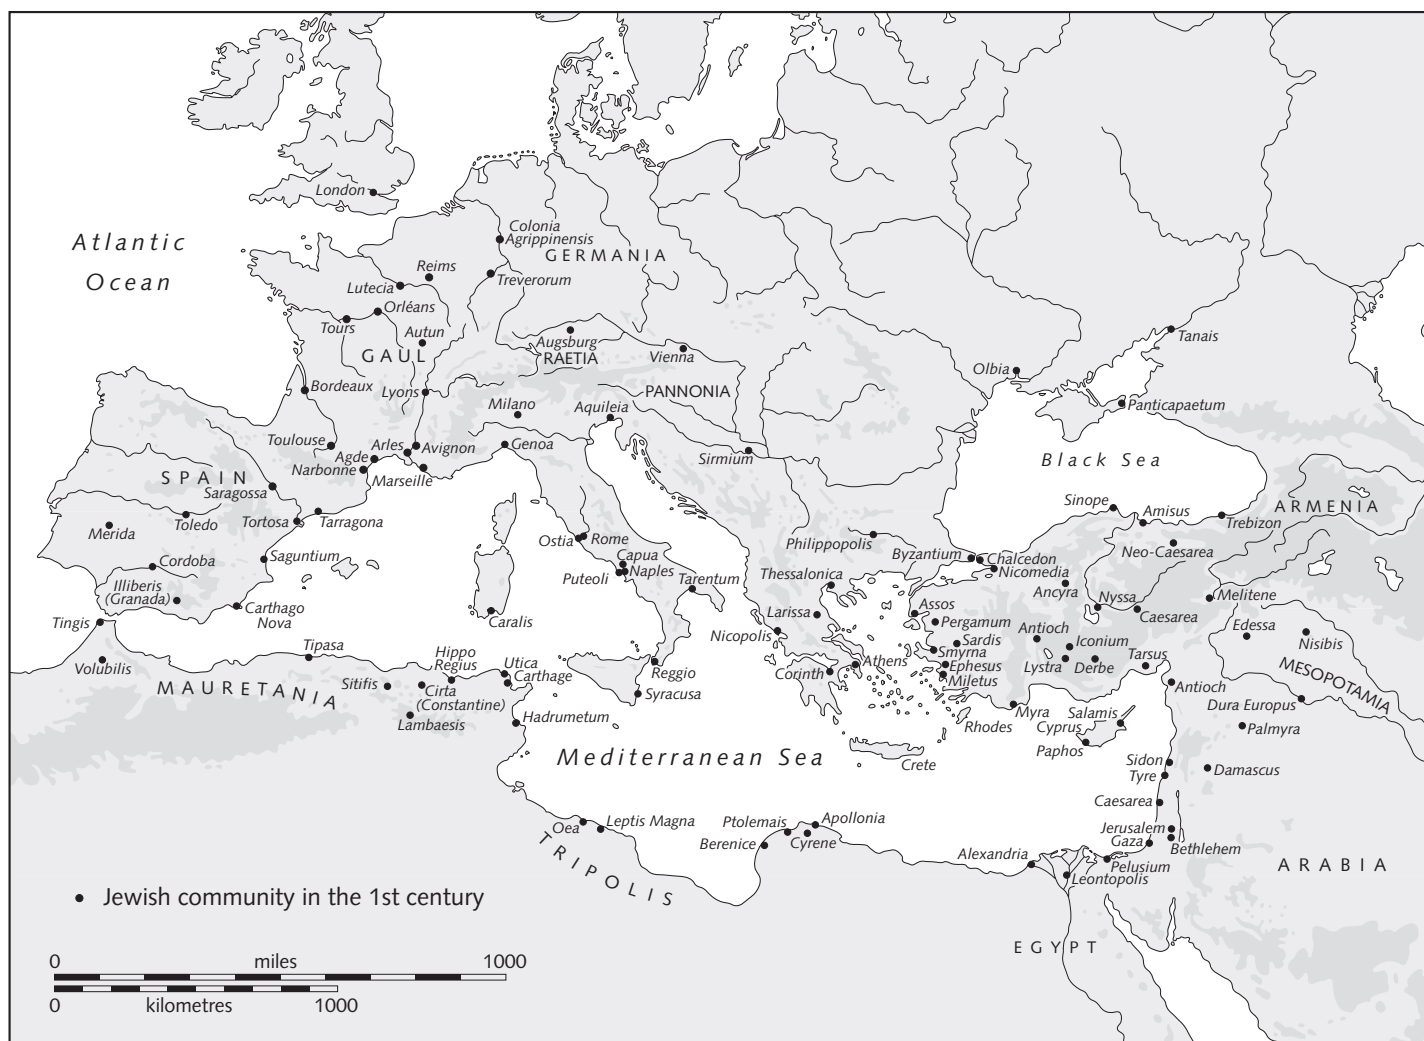 London
Atlantic
Ocean
Colonia
Agrippinensis
GERMANIA
Reims
Treverorum
Lutecia
Orléans
Tours
Autun
Augsburg
RAETIA
Vienna
GAUL
Tanais
Olbia
Bordeaux
Lyons
PANNONIA
Milano
Aquileia
Panticapaetum
Toulouse
Arles
Avignon
Genoa
Agde
Narbonne
Marseille
Sirmium
Black Sea
SPAIN
Saragossa
Sinope
Amisus
Trebizon
ARMENIA
Merida
Toledo
Tortosa
Tarragona
Ostia
Rome
Philippopolis
Byzantium
Chalcedon
Nicomedia
Neo-Caesarea
Cordoba
Saguntium
Capua
Naples
Puteoli
Tarentum
Thessalonica
Ancyra
Nyssa
Caesarea
Melitene
Illiberis
(Granada)
Carthago
Nova
Caralis
Larissa
Assos
Pergamum
Tingis
Nicopolis
Sardis
Smyrna
Antioch
Iconium
Edessa
Nisibis
Volubilis
Tipasa
Hippo
Regius
Utica
Carthage
Reggio
Corinth
Athens
Ephesus
Miletus
Lystra
Derbe
Tarsus
MESOPOTAMIA
MAURETANIA
Sitifis
Cirta
(Constantine)
Syracusa
Antioch
Dura Europus
Lambaesis
Hadrumetum
Rhodes
Myra
Salamis
Cyprus
Paphos
Palmyra
Mediterranean Sea
Crete
Sidon
Tyre
Damascus
Caesarea
Oea
Leptis Magna
Ptolemais
Apollonia
Berenice
Cyrene
Jerusalem
Gaza
Bethlehem
TRIPOLIS
Alexandria
Pelusium
Leontopolis
ARABIA
Jewish community in the 1st century
EGYPT
0 miles 1000
0 kilometres 1000